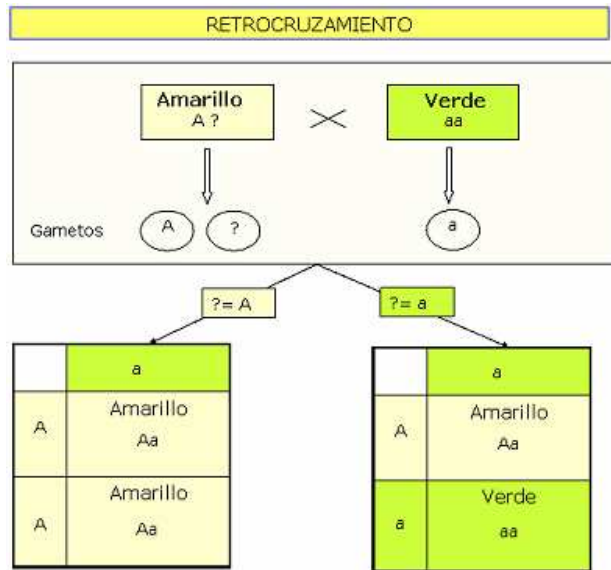 RETROCRUZAMIENTO
Amarillo
A ?
Verde
aa
Gametos
A
?
a
?= A
?= a
a
A
Amarillo
Aa
A
Amarillo
Aa
a
A
Amarillo
Aa
a
Verde
aa